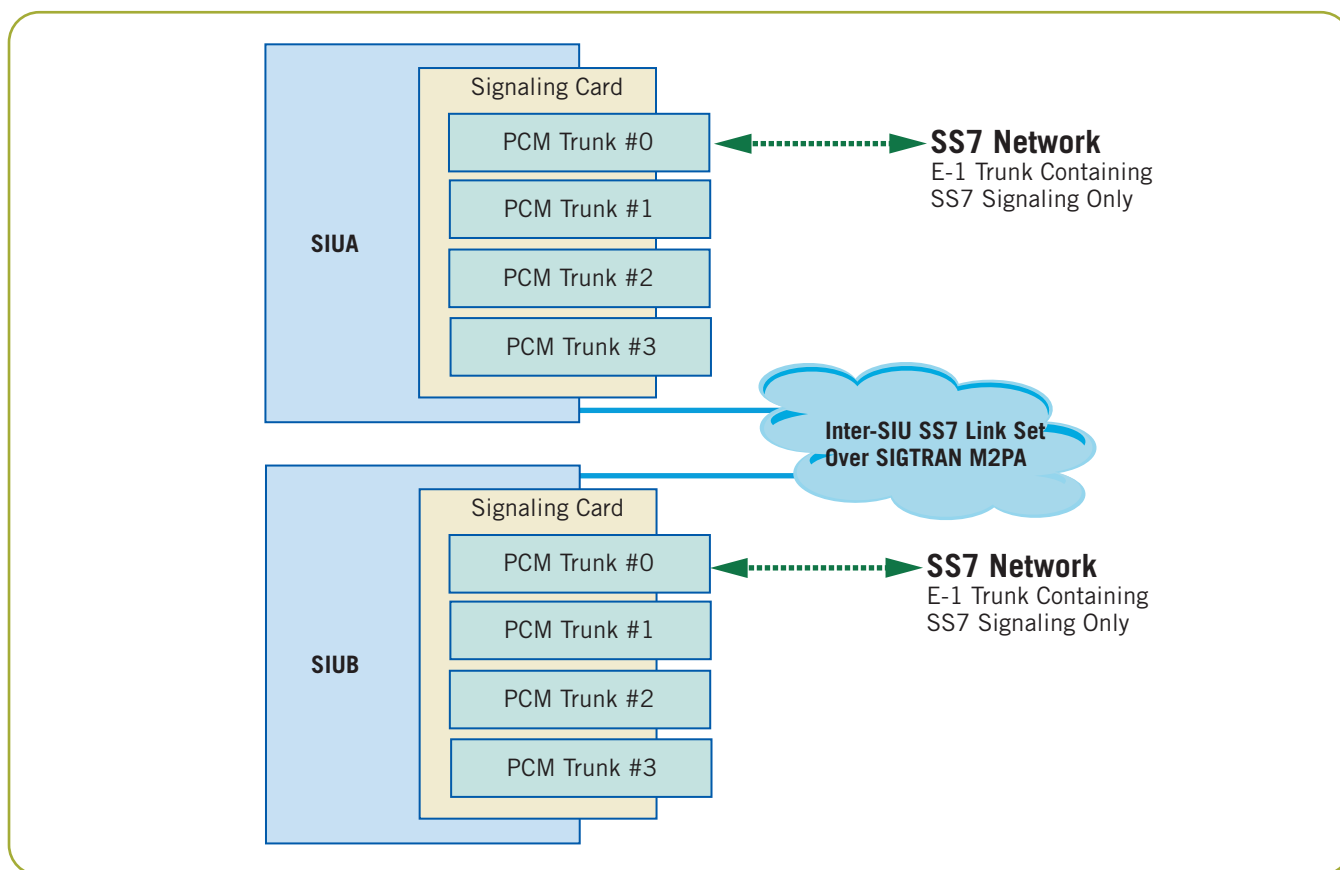 Signaling Card
PCM Trunk #0
PCM Trunk #1
PCM Trunk #2
PCM Trunk #3
SIUA
SS7 Network
E-1 Trunk Containing
SS7 Signaling Only
Inter-SIU SS7 Link Set
Over SIGTRAN M2PA
Signaling Card
PCM Trunk #0
PCM Trunk #1
PCM Trunk #2
PCM Trunk #3
SIUB
SS7 Network
E-1 Trunk Containing
SS7 Signaling Only